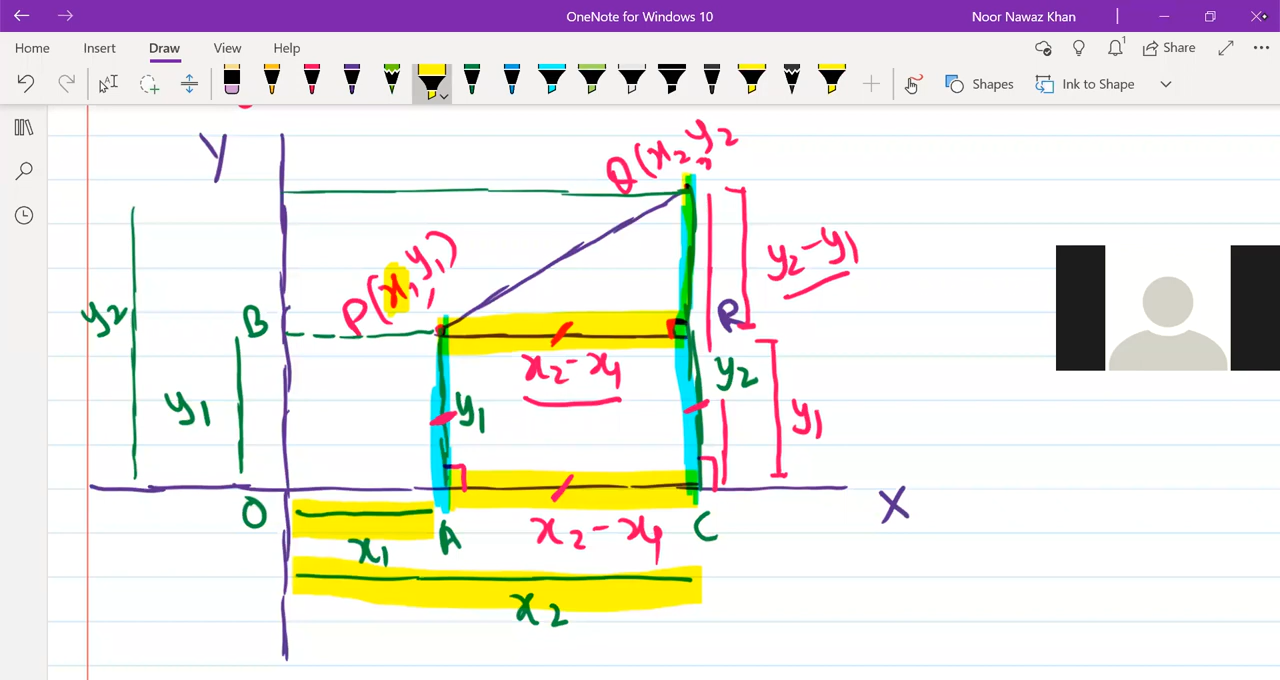 OneNote for Windows 10
Noor Nawaz Khan
Home Insert Draw View Help
1
Share
Shapes
Ink to Shape
Y
Q(x2, y2
P(x1, y1)
y2-y1
y2
B
R
x2-x1
y2
y1
y1
y1
O
A
x2-x1
C
X
x1
x2